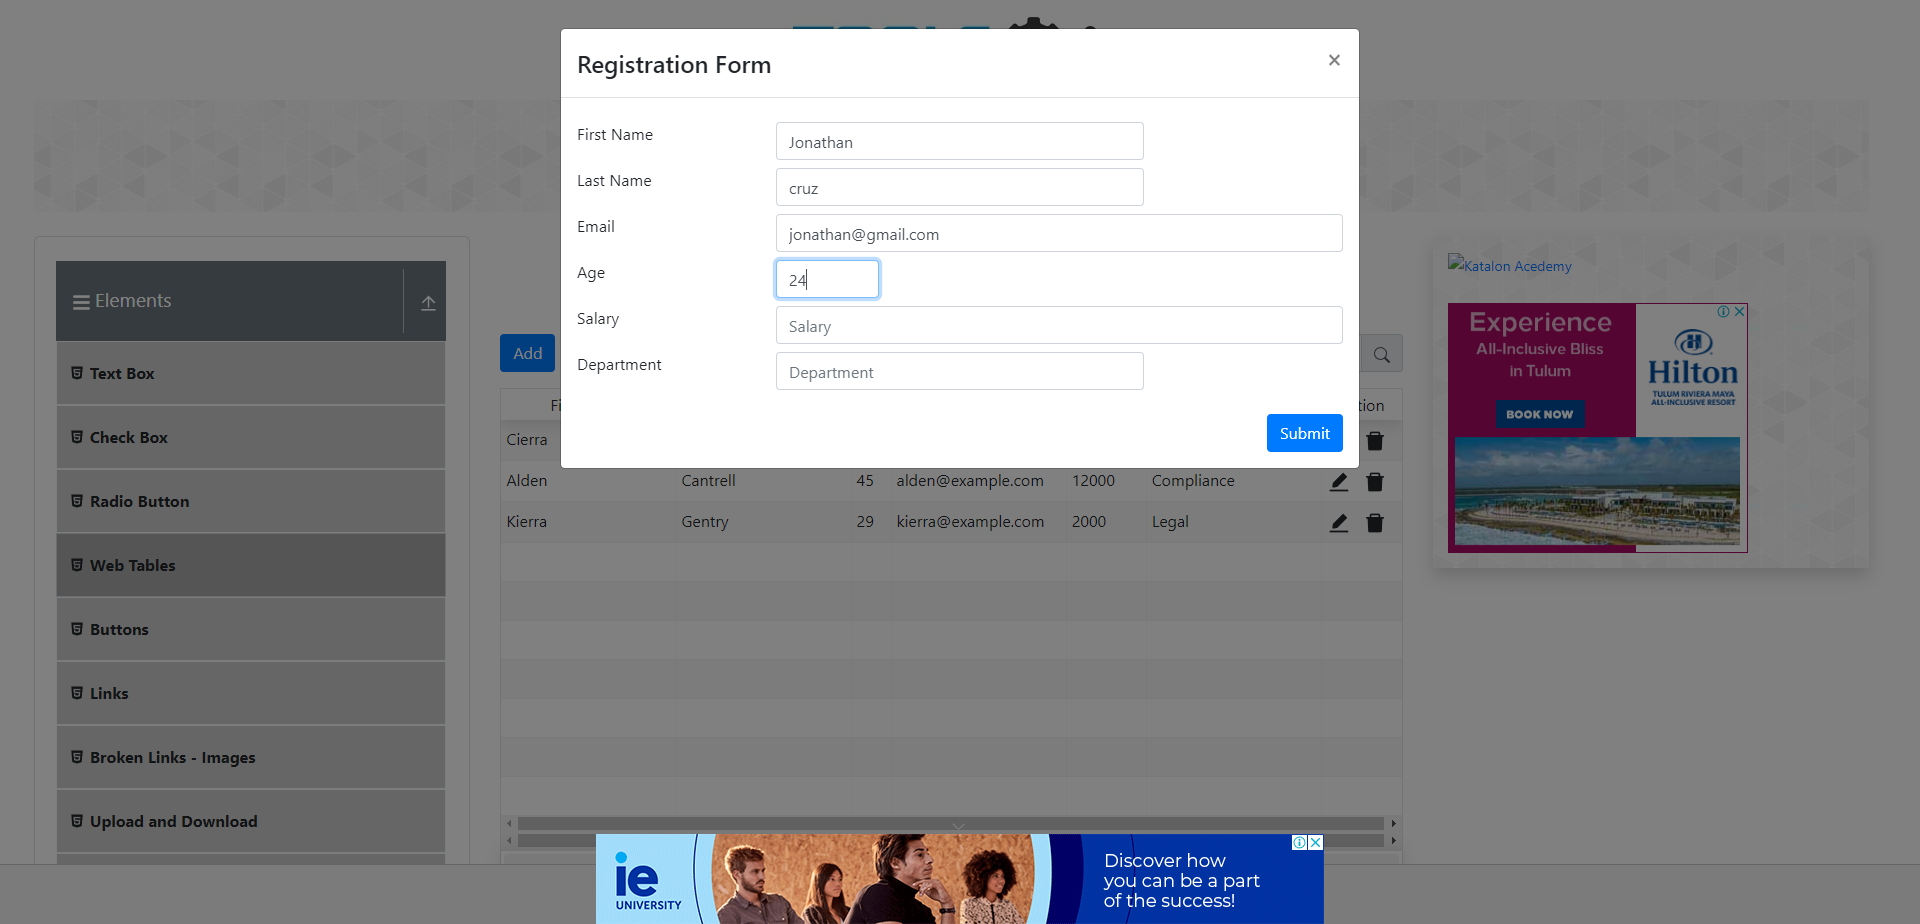 Registration Form
×
First Name
Jonathan
Last Name
cruz
Email
jonathan@gmail.com
Age
24
Salary
Salary
Department
Department
Submit
Elements
Text Box
Check Box
Radio Button
Web Tables
Buttons
Links
Broken Links - Images
Upload and Download
Add
Cierra
Alden Cantrell 45 alden@example.com 12000 Compliance
Kierra Gentry 29 kierra@example.com 2000 Legal
Katalon Acedemy
Experience
All-Inclusive Bliss
in Tulum
BOOK NOW
Hilton
TULUM RIVIERA MAYA
ALL-INCLUSIVE RESORT
ie
UNIVERSITY
Discover how
you can be a part
of the success!